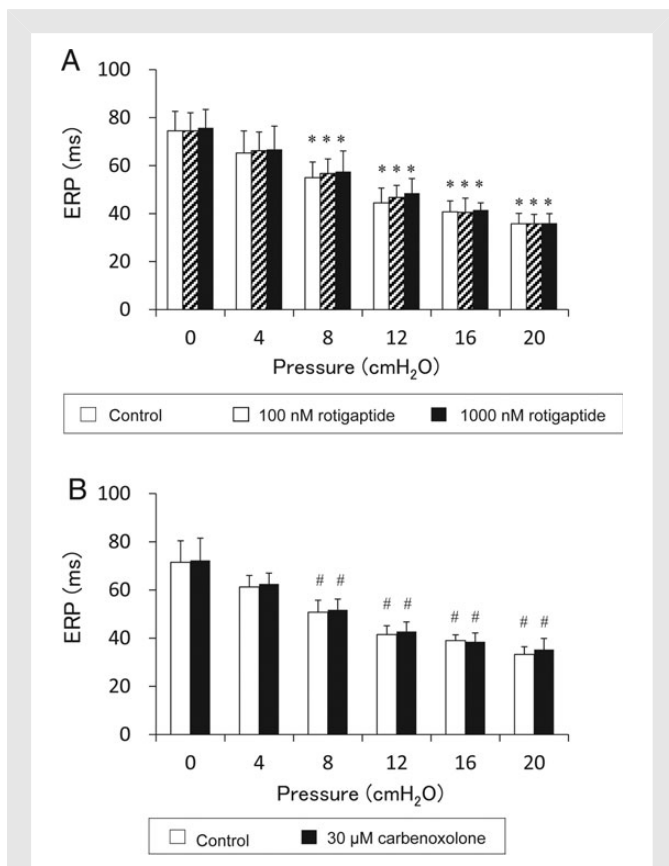 A
100
80
60
40
20
0
ERP (ms)
* * *
* * *
* * *
* * *
0 4 8 12 16 20
Pressure (cmH₂O)
Control 100 nM rotigaptide 1000 nM rotigaptide
B
100
80
60
40
20
0
ERP (ms)
# #
# #
# #
# #
0 4 8 12 16 20
Pressure (cmH₂O)
Control 30 µM carbenoxolone